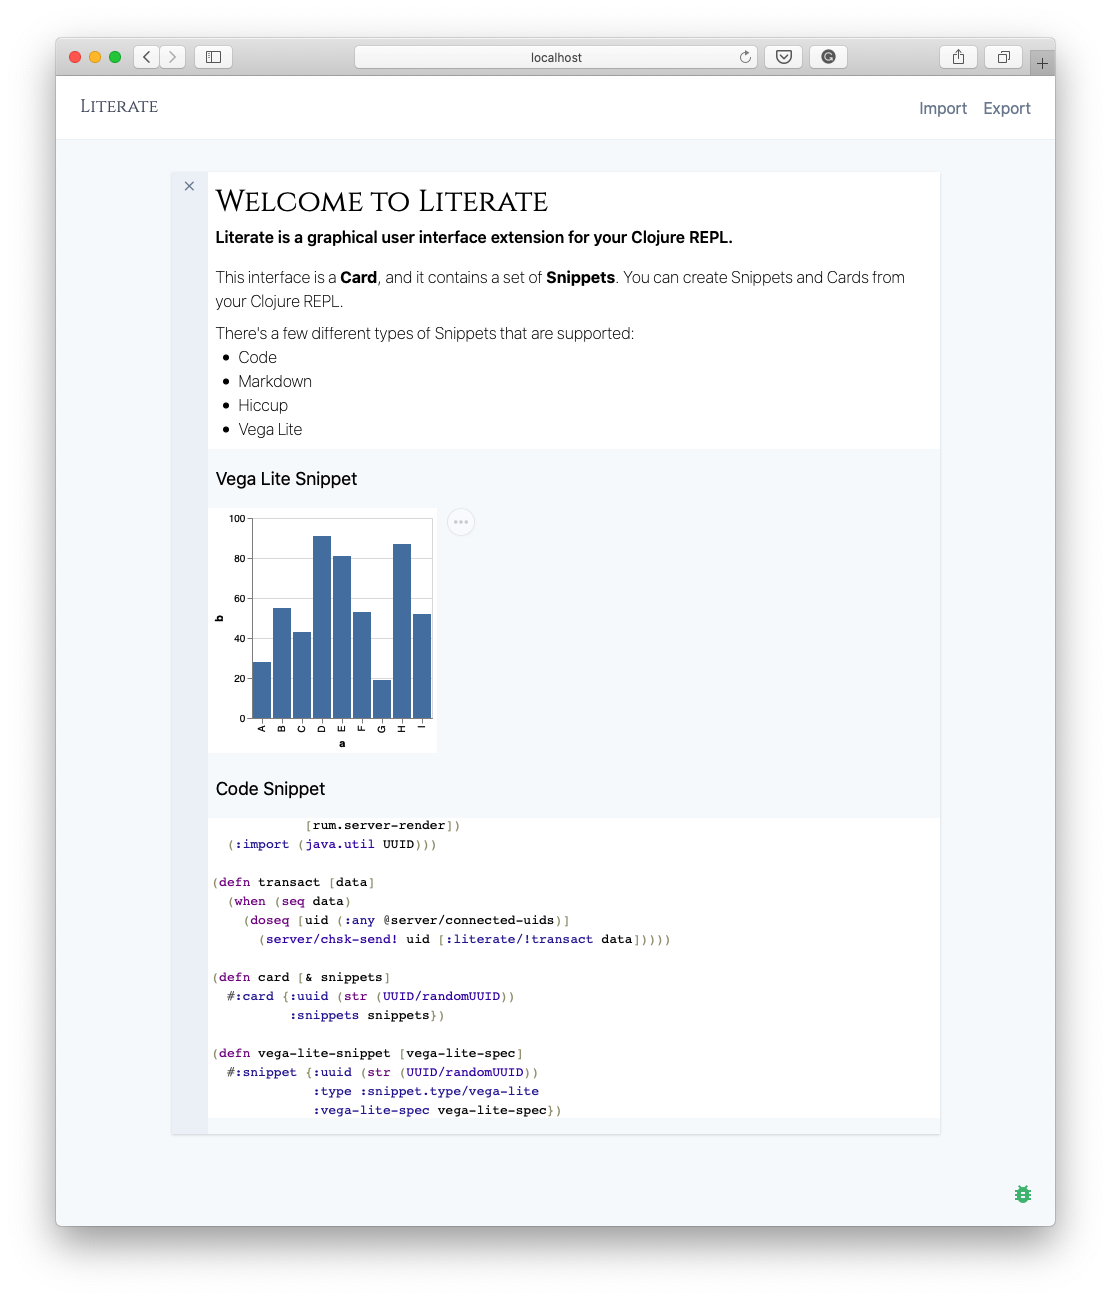 localhost
LITERATE
Import Export
WELCOME TO LITERATE
Literate is a graphical user interface extension for your Clojure REPL.
This interface is a Card, and it contains a set of Snippets. You can create Snippets and Cards from
your Clojure REPL.
There's a few different types of Snippets that are supported:
Code
Markdown
Hiccup
Vega Lite
Vega Lite Snippet
100
80
60
40
20
0
b
A B C D E F G H I
a
Code Snippet
            [rum.server-render])
  (:import (java.util UUID)))
(defn transact [data]
  (when (seq data)
    (doseq [uid (:any @server/connected-uids)]
      (server/chsk-send! uid [:literate/!transact data]))))
(defn card [& snippets]
  #:card {:uuid (str (UUID/randomUUID))
          :snippets snippets})
(defn vega-lite-snippet [vega-lite-spec]
  #:snippet {:uuid (str (UUID/randomUUID))
             :type :snippet.type/vega-lite
             :vega-lite-spec vega-lite-spec})